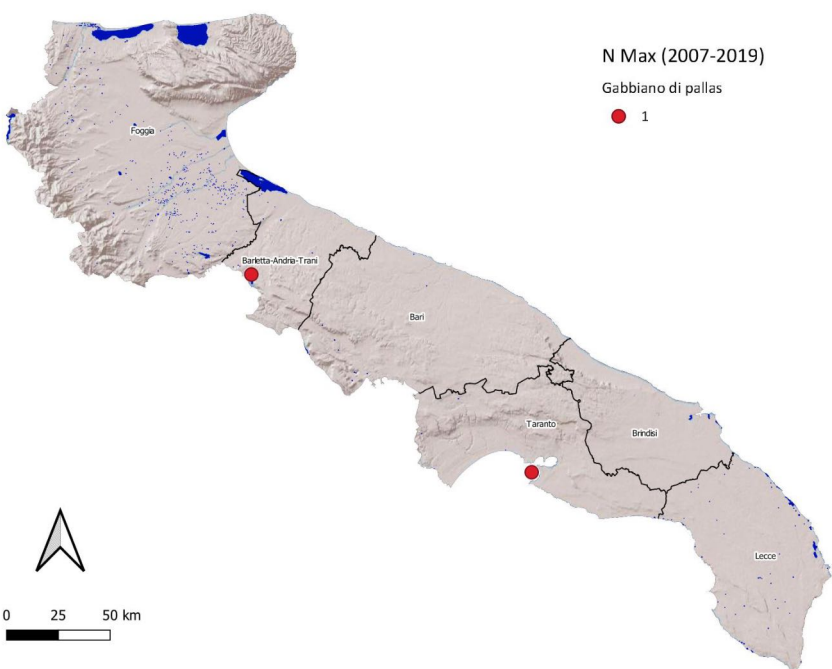 N Max (2007-2019)
Gabbiano di pallas
1
Foggia
Barletta-Andria-Trani
Bari
Taranto
Brindisi
Lecce
0 25 50 km